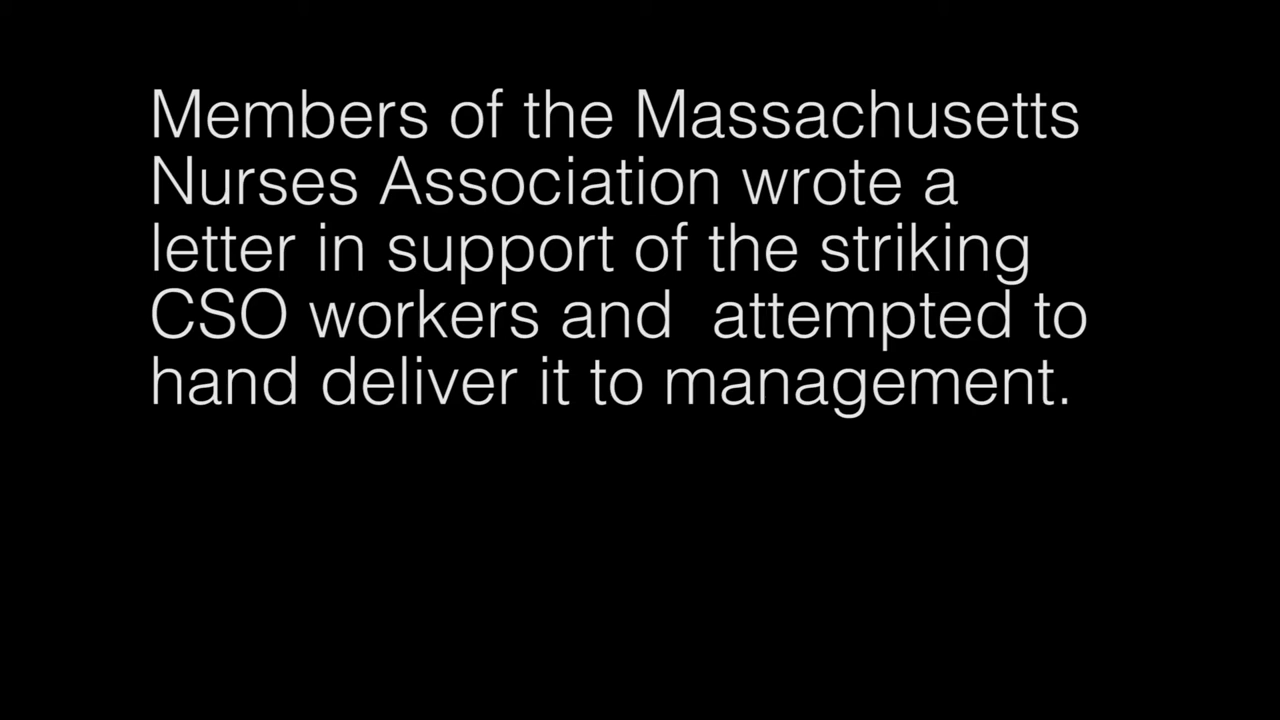 Members of the Massachusetts
Nurses Association wrote a
letter in support of the striking
CSO workers and  attempted to
hand deliver it to management.